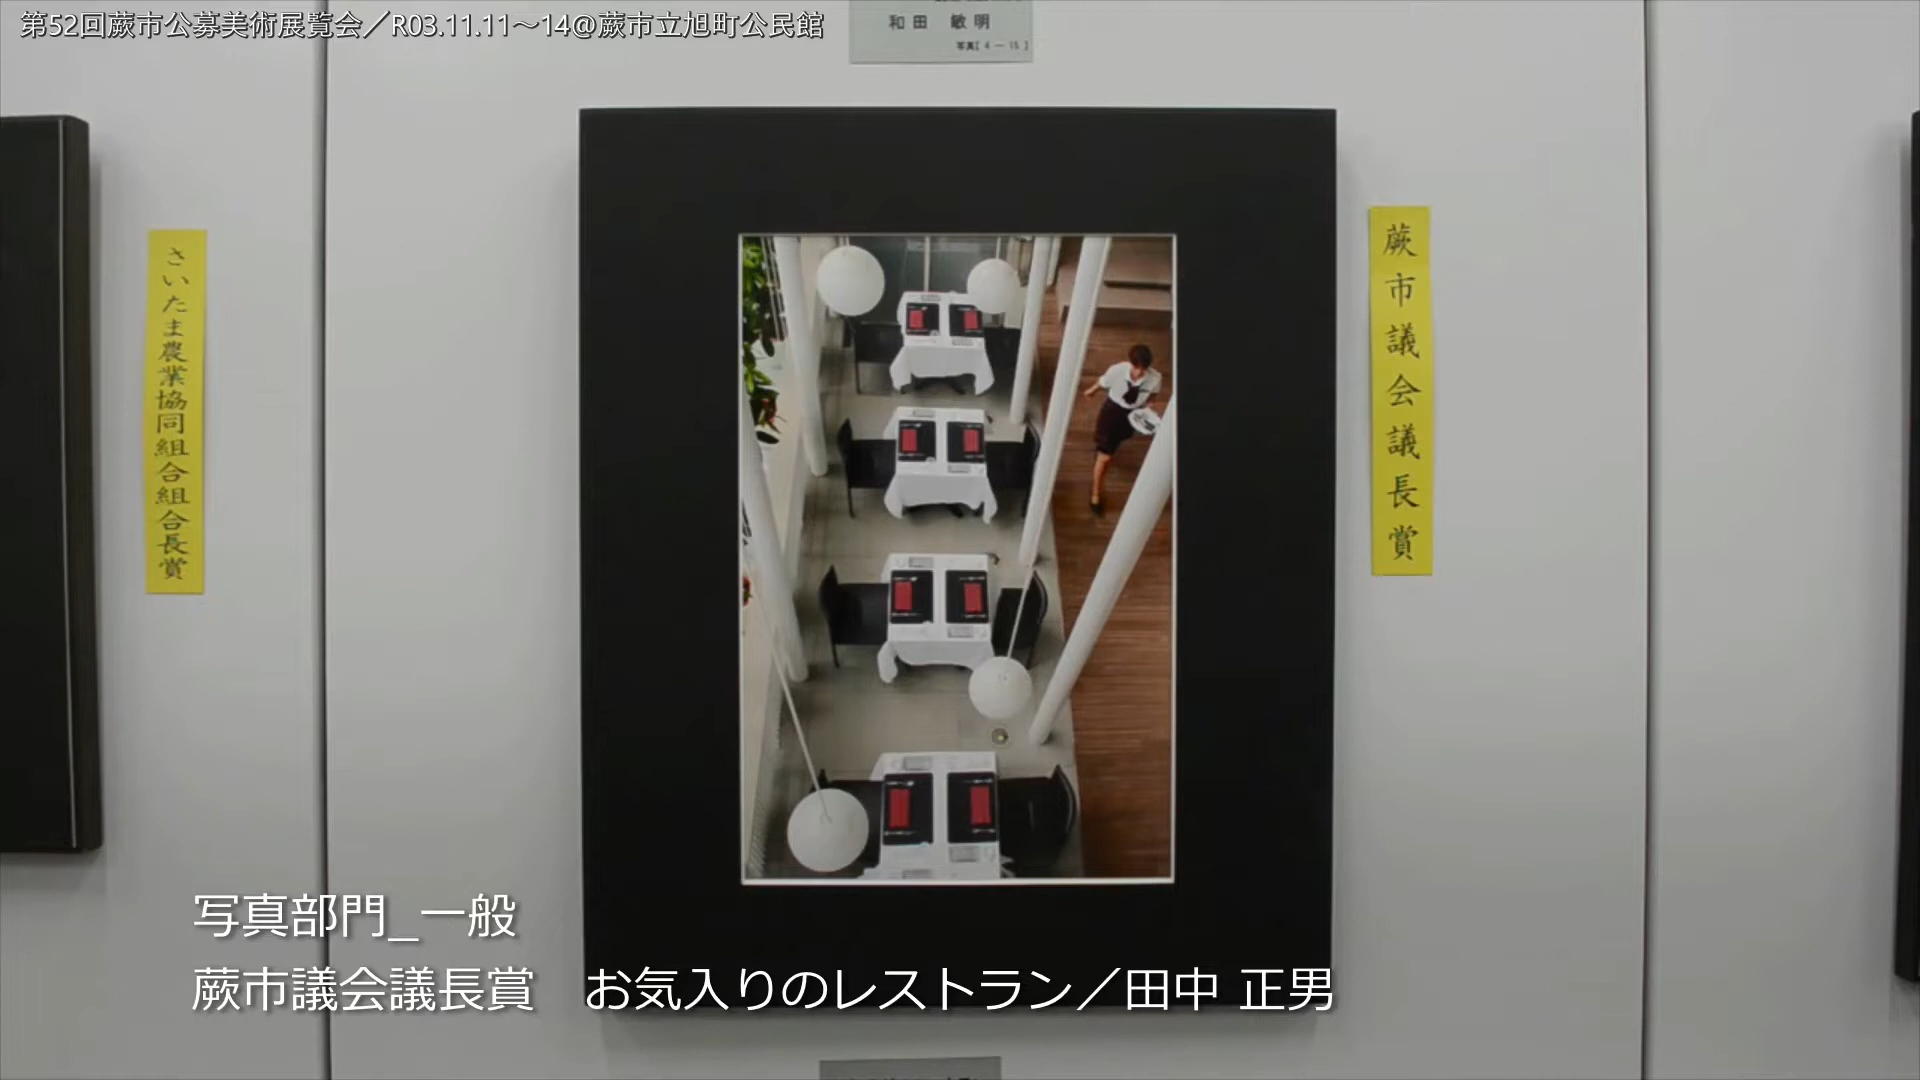 第52回蕨市公募美術展覧会／R03.11.11～14@蕨市立旭町公民館
和田 敏明
写真[ 4 － 15 ]
さいたま農業協同組合組合長賞
蕨市議会議長賞
写真部門_一般
蕨市議会議長賞　お気入りのレストラン／田中 正男